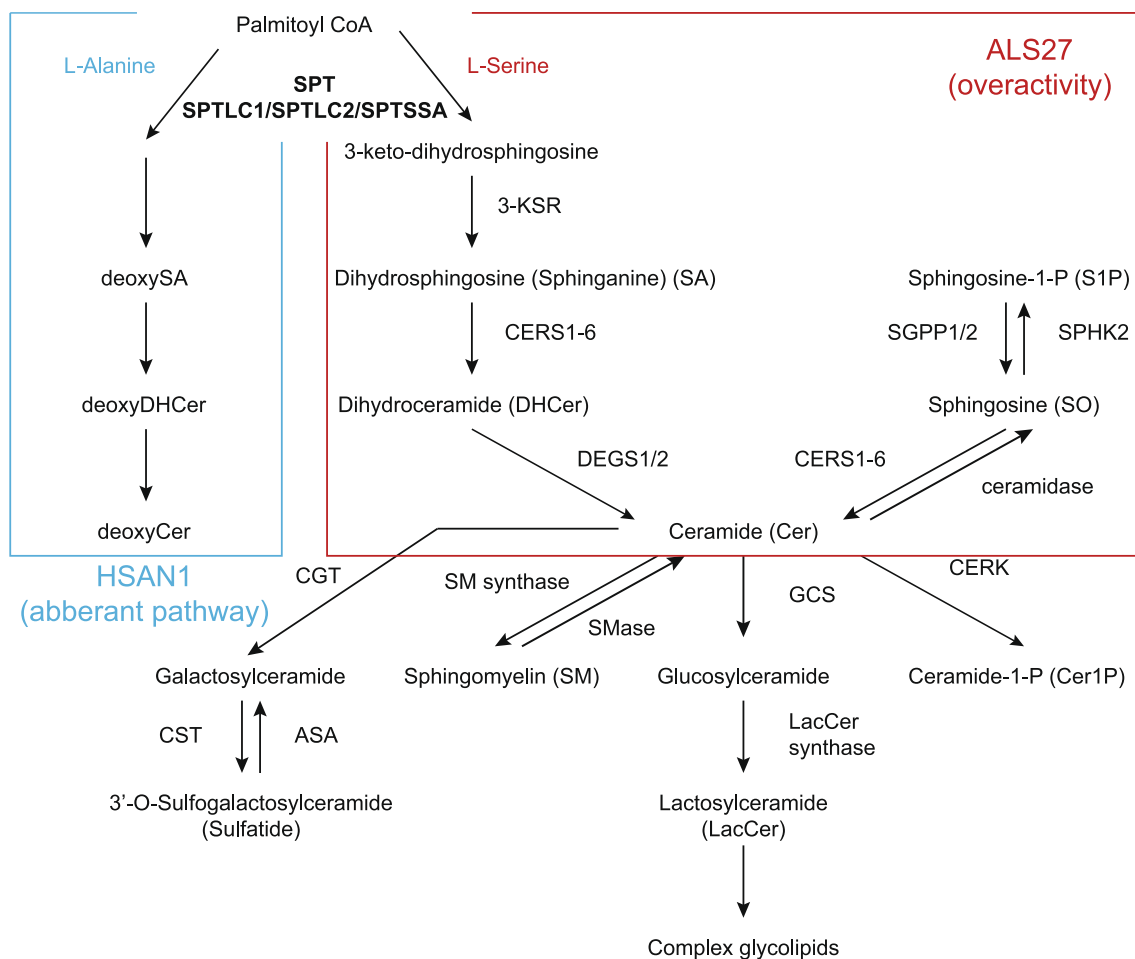 Palmitoyl CoA
ALS27
(overactivity)
L-Alanine
L-Serine
SPT
SPTLC1/SPTLC2/SPTSSA
3-keto-dihydrosphingosine
3-KSR
deoxySA
Dihydrosphingosine (Sphinganine) (SA)
Sphingosine-1-P (S1P)
CERS1-6
SGPP1/2
SPHK2
deoxyDHCer
Dihydroceramide (DHCer)
Sphingosine (SO)
DEGS1/2
CERS1-6
ceramidase
deoxyCer
Ceramide (Cer)
HSAN1
(abberant pathway)
CGT
SM synthase
SMase
GCS
CERK
Galactosylceramide
Sphingomyelin (SM)
Glucosylceramide
Ceramide-1-P (Cer1P)
CST
ASA
LacCer
synthase
3’-O-Sulfogalactosylceramide
(Sulfatide)
Lactosylceramide
(LacCer)
Complex glycolipids